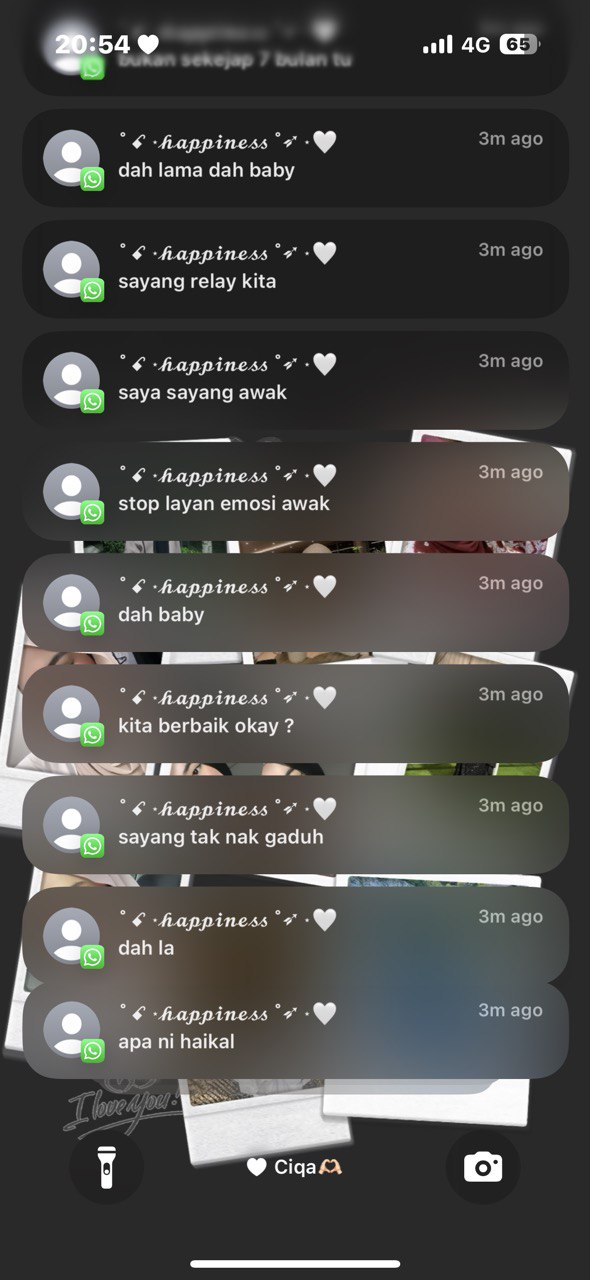 20:54
4G
65
bukan sekejap 7 bulan tu
happiness
3m ago
dah lama dah baby
happiness
3m ago
sayang relay kita
happiness
3m ago
saya sayang awak
happiness
3m ago
stop layan emosi awak
happiness
3m ago
dah baby
happiness
3m ago
kita berbaik okay ?
happiness
3m ago
sayang tak nak gaduh
happiness
3m ago
dah la
happiness
3m ago
apa ni haikal
I love You!
Ciqa